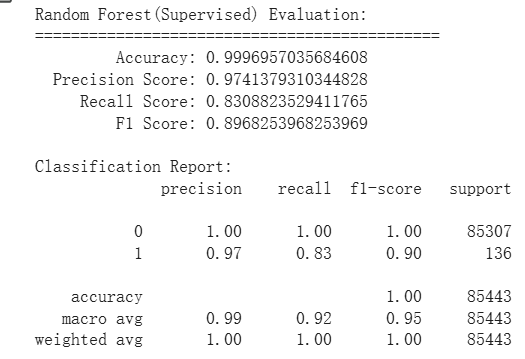 Random Forest(Supervised) Evaluation:
=============================================
Accuracy: 0.9996957035684608
Precision Score: 0.9741379310344828
Recall Score: 0.8308823529411765
F1 Score: 0.8968253968253969
Classification Report:
precision recall f1-score support
0 1.00 1.00 1.00 85307
1 0.97 0.83 0.90 136
accuracy 1.00 85443
macro avg 0.99 0.92 0.95 85443
weighted avg 1.00 1.00 1.00 85443